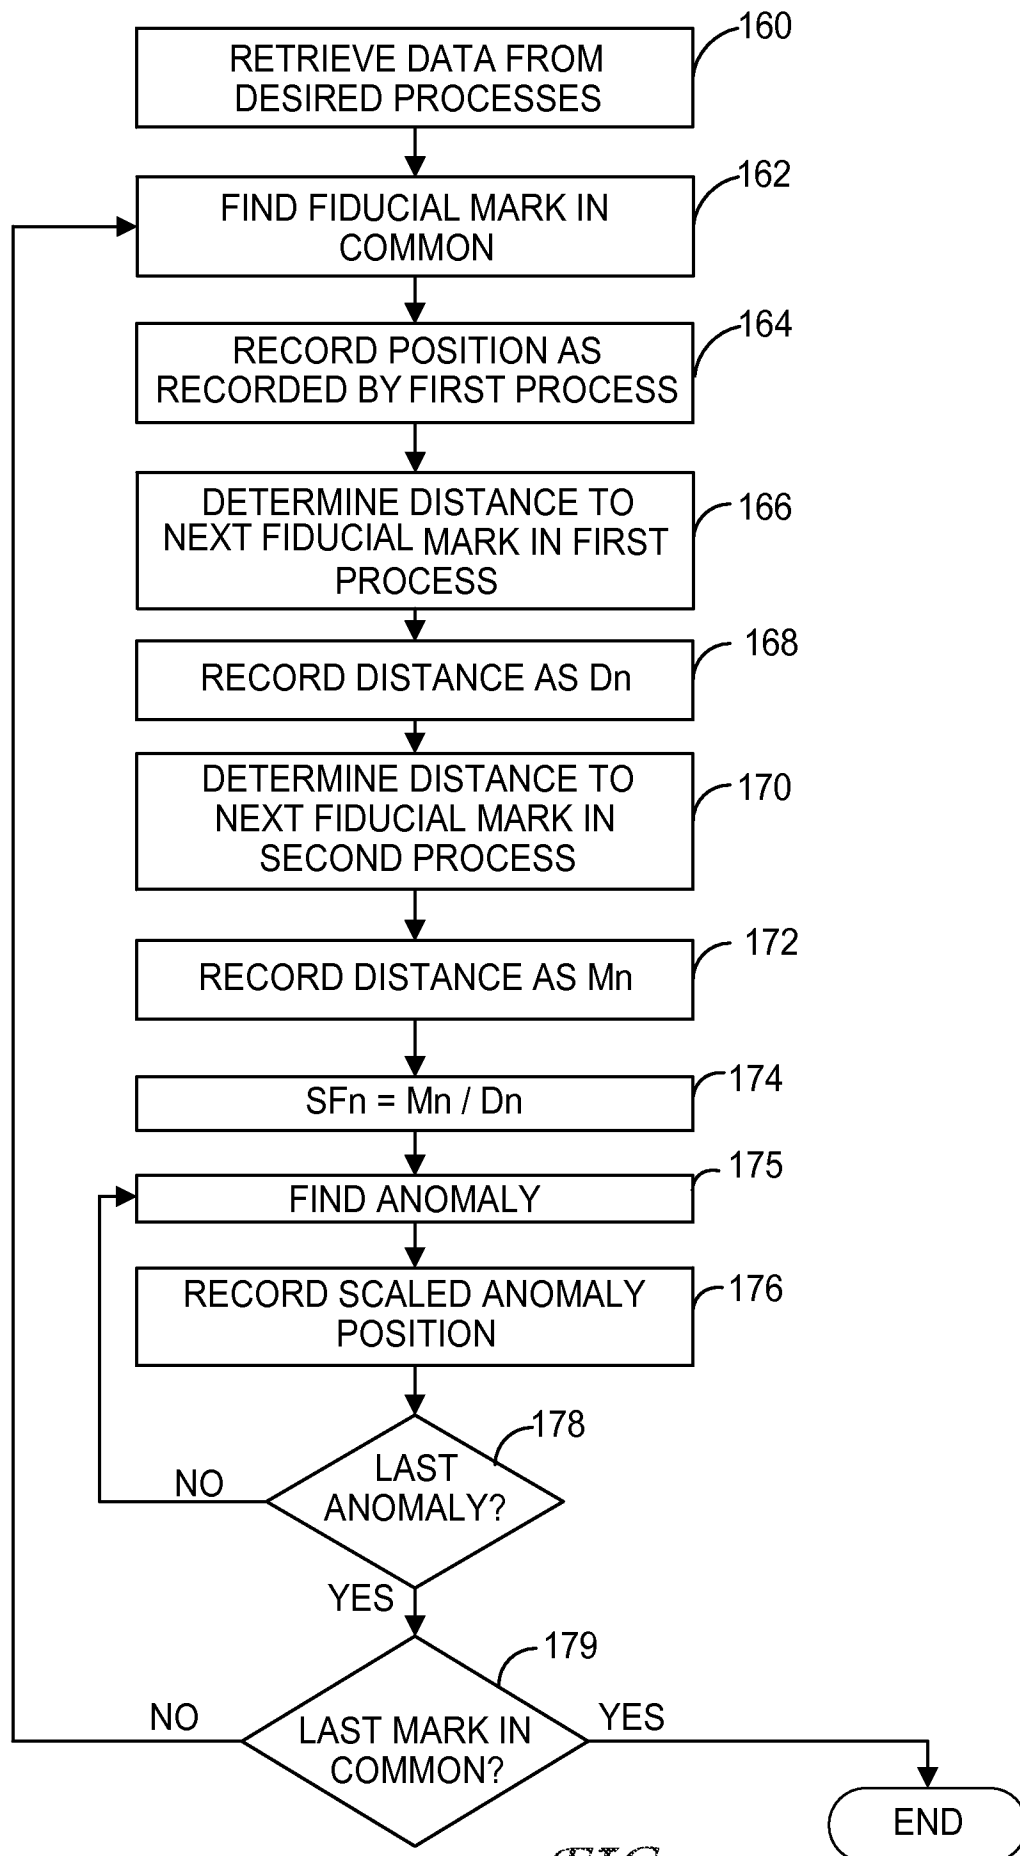 160
RETRIEVE DATA FROM
DESIRED PROCESSES
162
FIND FIDUCIAL MARK IN
COMMON
164
RECORD POSITION AS
RECORDED BY FIRST PROCESS
166
DETERMINE DISTANCE TO
NEXT FIDUCIAL MARK IN FIRST
PROCESS
168
RECORD DISTANCE AS Dn
170
DETERMINE DISTANCE TO
NEXT FIDUCIAL MARK IN
SECOND PROCESS
172
RECORD DISTANCE AS Mn
174
SFn = Mn / Dn
175
FIND ANOMALY
176
RECORD SCALED ANOMALY
POSITION
178
LAST
ANOMALY?
NO
YES
179
LAST MARK IN
COMMON?
NO
YES
END